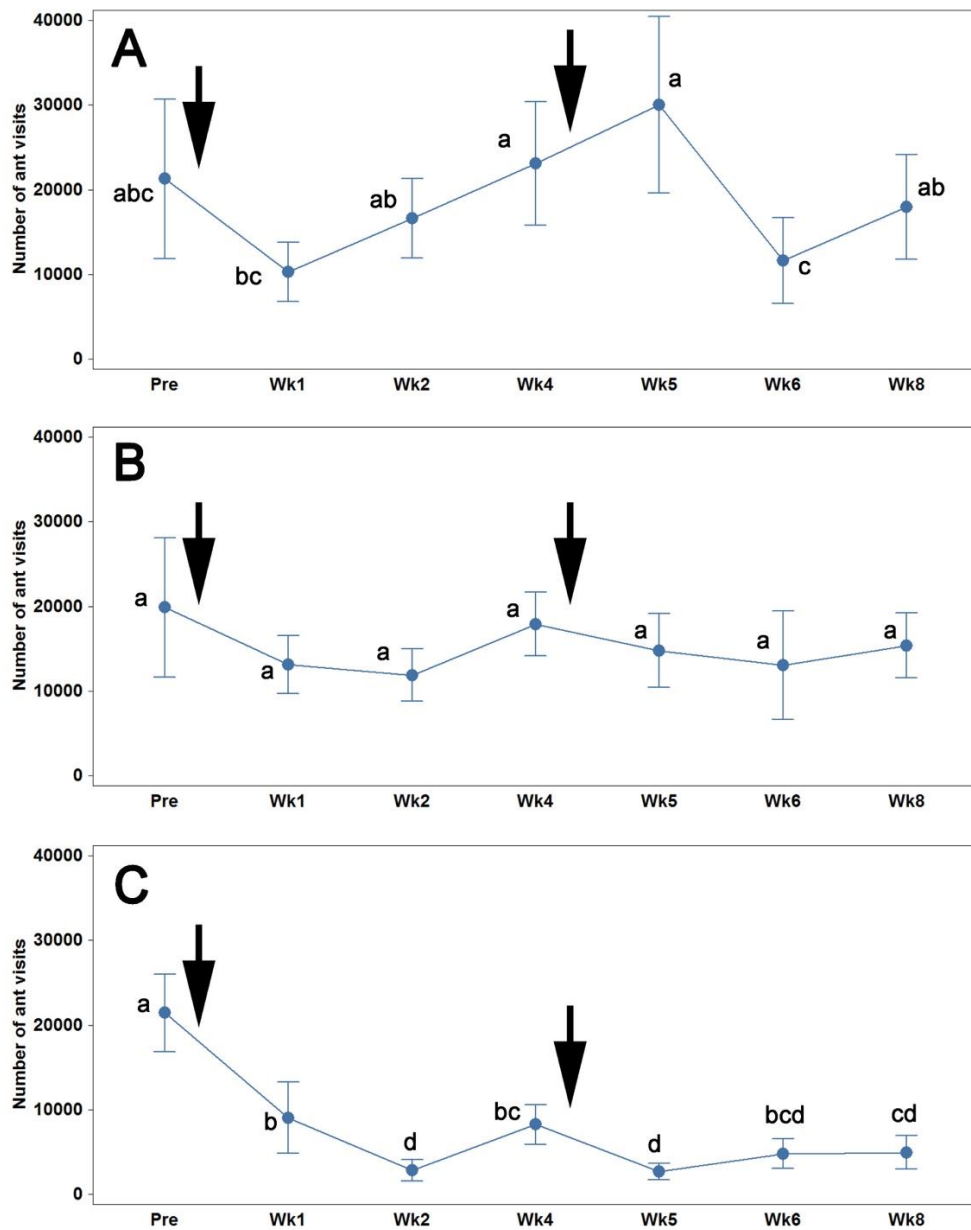 A
Number of ant visits
40000
30000
20000
10000
0
abc
bc
ab
a
a
c
ab
Pre Wk1 Wk2 Wk4 Wk5 Wk6 Wk8
B
Number of ant visits
40000
30000
20000
10000
0
a
a
a
a
a
a
a
Pre Wk1 Wk2 Wk4 Wk5 Wk6 Wk8
C
Number of ant visits
40000
30000
20000
10000
0
a
b
d
bc
d
bcd
cd
Pre Wk1 Wk2 Wk4 Wk5 Wk6 Wk8